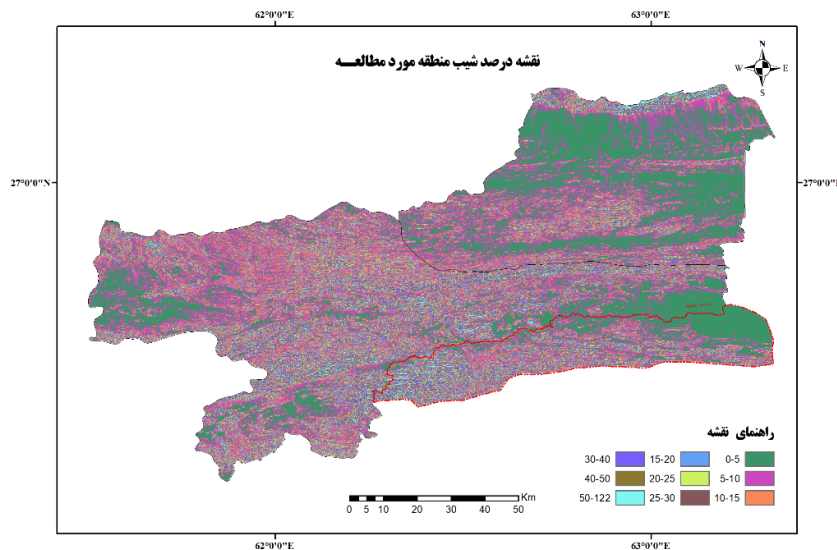 62°0'0"E 63°0'0"E
نقشه درصد شیب منطقه مورد مطالعـــه
N
W E
S
27°0'0"N 27°0'0"N
راهنمای نقشه
30-40 15-20 0-5
40-50 20-25 5-10
50-122 25-30 10-15
Km
0 5 10 20 30 40 50
62°0'0"E 63°0'0"E